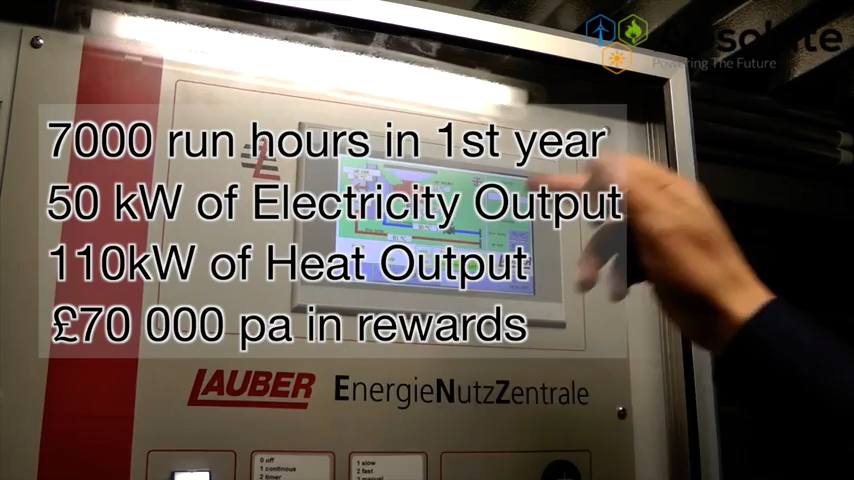 Absolute
Powering The Future
7000 run hours in 1st year
50 kW of Electricity Output
110kW of Heat Output
£70 000 pa in rewards
LAUBER EnergieNutzZentrale
0 off
1 continous
2 timer
1 slow
2 fast
3 manual